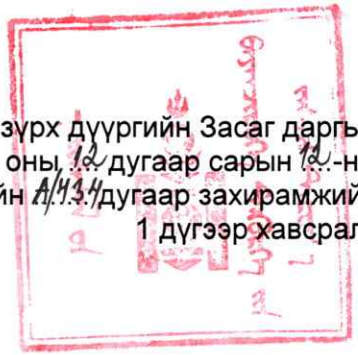 зүрх дүүргийн Засаг даргы
оны 12 дугаар сарын 12-н
йн А/434 дугаар захирамжий
1 дүгээр хавсрал